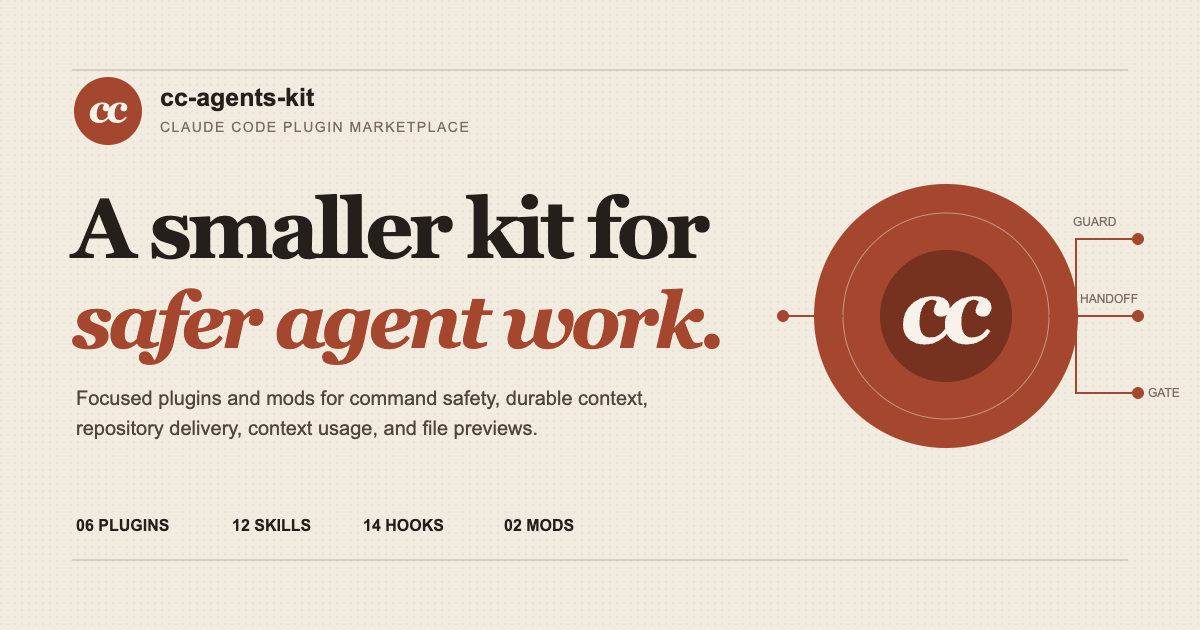 cc
cc-agents-kit
CLAUDE CODE PLUGIN MARKETPLACE
A smaller kit for
safer agent work.
Focused plugins and mods for command safety, durable context,
repository delivery, context usage, and file previews.
06 PLUGINS
12 SKILLS
14 HOOKS
02 MODS
cc
GUARD
HANDOFF
GATE